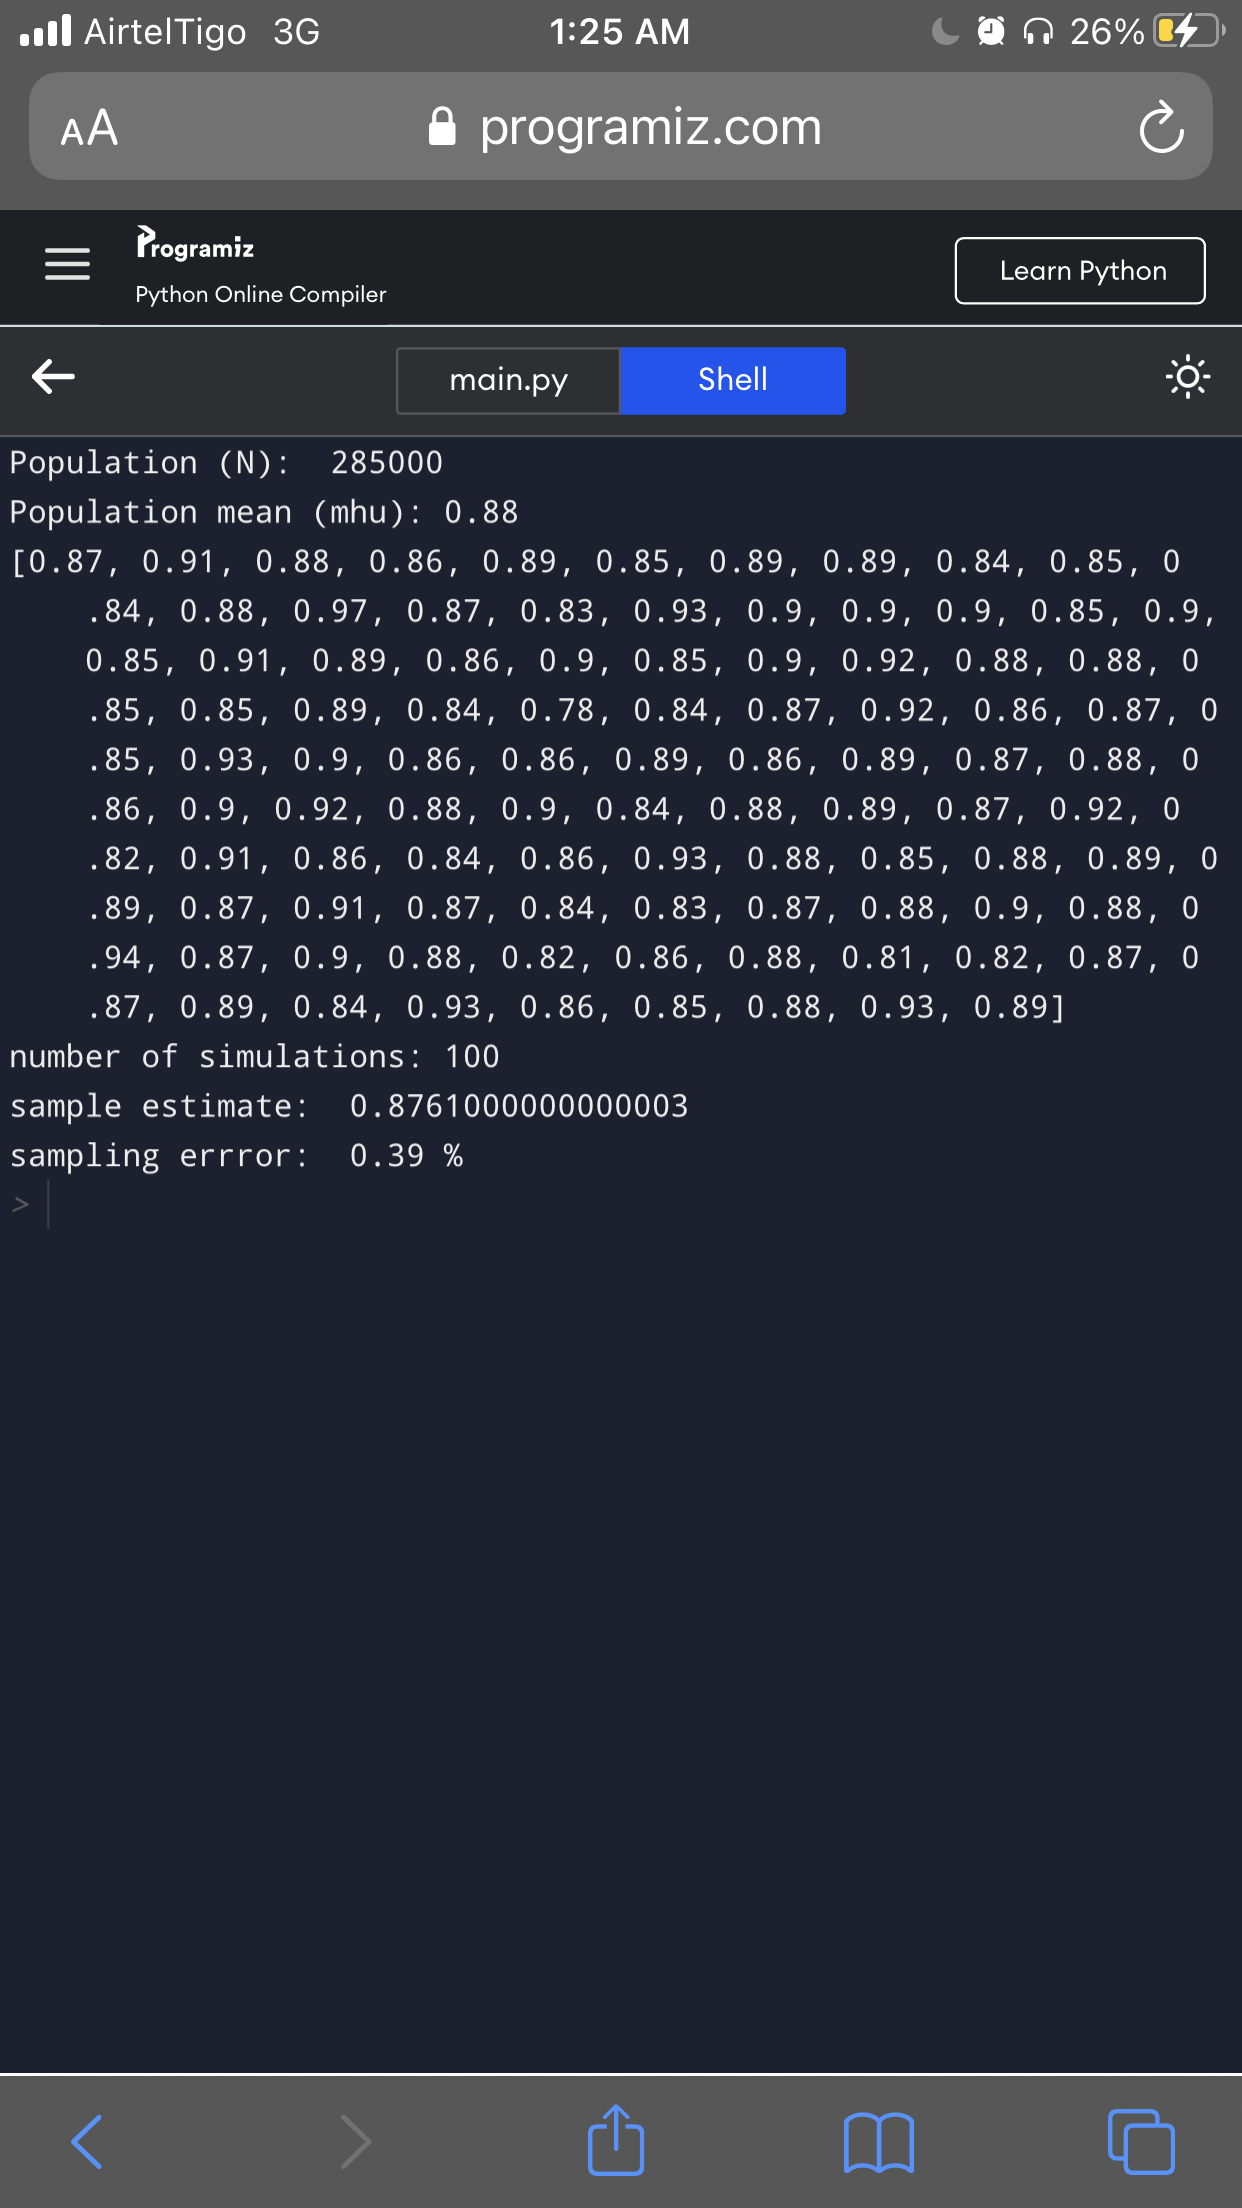 AirtelTigo 3G 1:25 AM 26%
AA programiz.com
Programiz
Python Online Compiler
Learn Python
main.py Shell
Population (N):  285000
Population mean (mhu): 0.88
[0.87, 0.91, 0.88, 0.86, 0.89, 0.85, 0.89, 0.89, 0.84, 0.85, 0
.84, 0.88, 0.97, 0.87, 0.83, 0.93, 0.9, 0.9, 0.9, 0.85, 0.9,
0.85, 0.91, 0.89, 0.86, 0.9, 0.85, 0.9, 0.92, 0.88, 0.88, 0
.85, 0.85, 0.89, 0.84, 0.78, 0.84, 0.87, 0.92, 0.86, 0.87, 0
.85, 0.93, 0.9, 0.86, 0.86, 0.89, 0.86, 0.89, 0.87, 0.88, 0
.86, 0.9, 0.92, 0.88, 0.9, 0.84, 0.88, 0.89, 0.87, 0.92, 0
.82, 0.91, 0.86, 0.84, 0.86, 0.93, 0.88, 0.85, 0.88, 0.89, 0
.89, 0.87, 0.91, 0.87, 0.84, 0.83, 0.87, 0.88, 0.9, 0.88, 0
.94, 0.87, 0.9, 0.88, 0.82, 0.86, 0.88, 0.81, 0.82, 0.87, 0
.87, 0.89, 0.84, 0.93, 0.86, 0.85, 0.88, 0.93, 0.89]
number of simulations: 100
sample estimate:  0.8761000000000003
sampling errror:  0.39 %
>